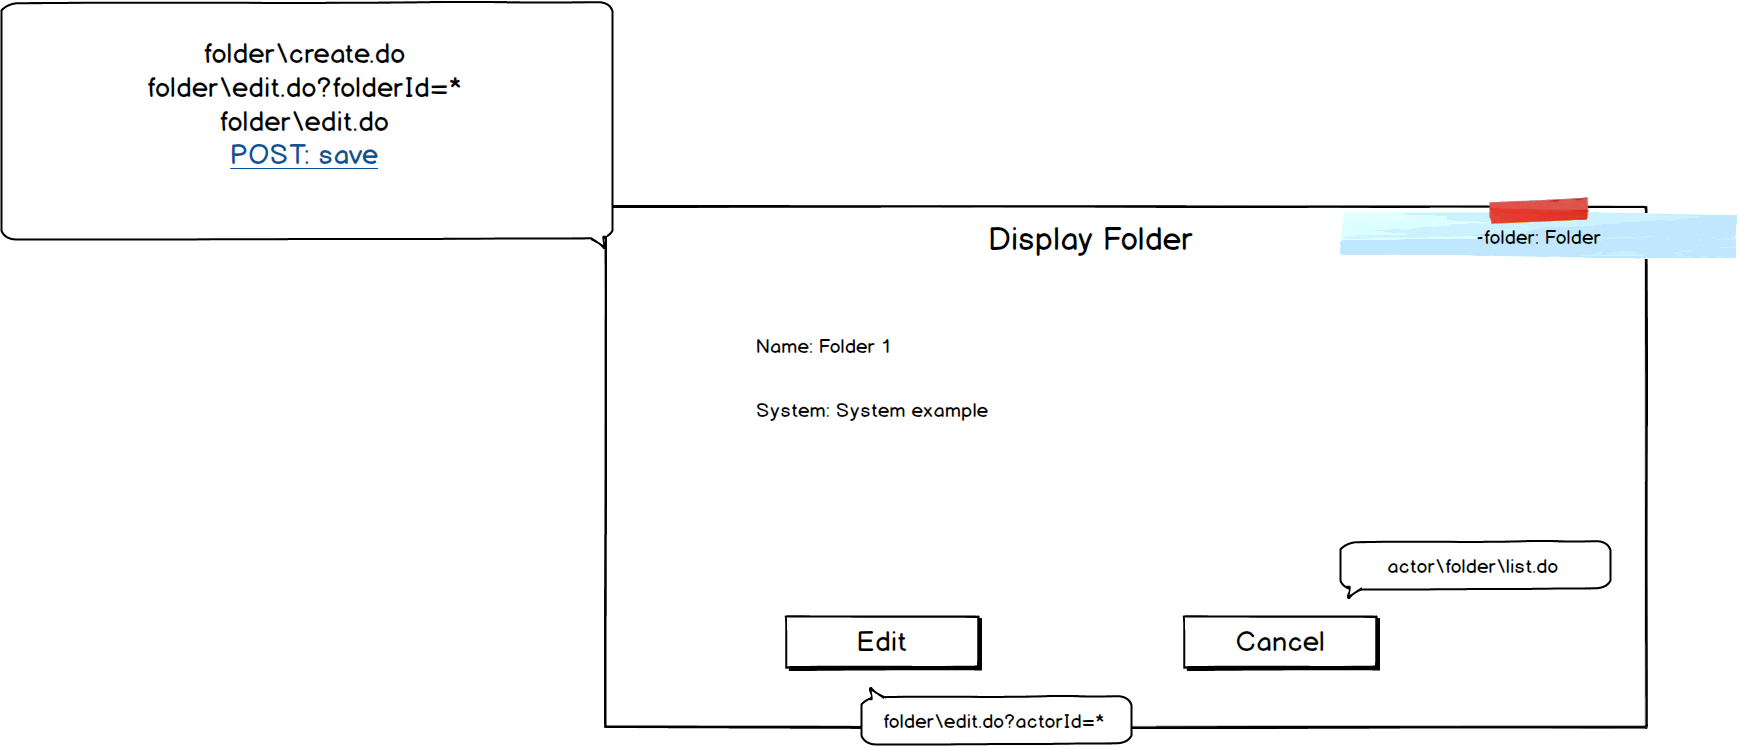 folder\create.do
folder\edit.do?folderId=*
folder\edit.do
POST: save
Display Folder
-folder: Folder
Name: Folder 1
System: System example
actor\folder\list.do
Edit
Cancel
folder\edit.do?actorId=*